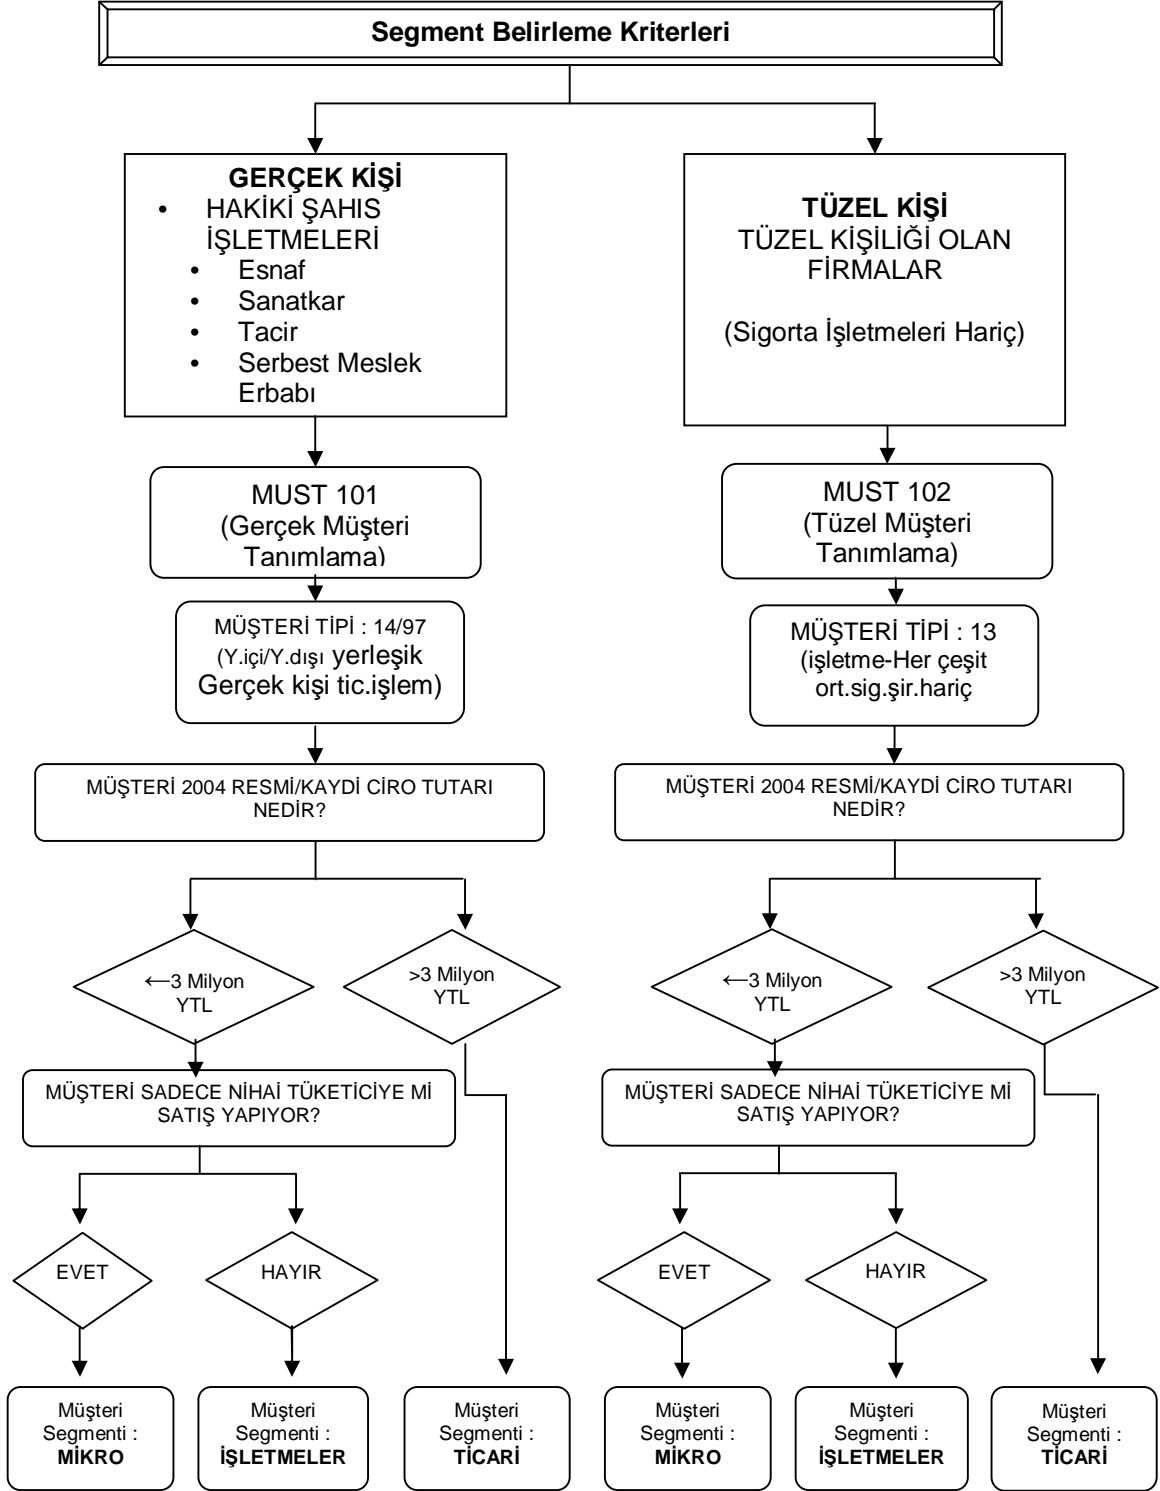 Segment Belirleme Kriterleri
GERÇEK KİŞİ
• HAKİKİ ŞAHIS
İŞLETMELERİ
• Esnaf
• Sanatkar
• Tacir
• Serbest Meslek
Erbabı
TÜZEL KİŞİ
TÜZEL KİŞİLİĞİ OLAN
FİRMALAR
(Sigorta İşletmeleri Hariç)
MUST 101
(Gerçek Müşteri
Tanımlama)
MUST 102
(Tüzel Müşteri
Tanımlama)
MÜŞTERİ TİPİ : 14/97
(Y.içi/Y.dışı yerleşik
Gerçek kişi tic.işlem)
MÜŞTERİ TİPİ : 13
(işletme-Her çeşit
ort.sig.şir.hariç
MÜŞTERİ 2004 RESMİ/KAYDİ CİRO TUTARI
NEDİR?
MÜŞTERİ 2004 RESMİ/KAYDİ CİRO TUTARI
NEDİR?
←3 Milyon
YTL
>3 Milyon
YTL
←3 Milyon
YTL
>3 Milyon
YTL
MÜŞTERİ SADECE NİHAİ TÜKETİCİYE Mİ
SATIŞ YAPIYOR?
MÜŞTERİ SADECE NİHAİ TÜKETİCİYE Mİ
SATIŞ YAPIYOR?
EVET
HAYIR
EVET
HAYIR
Müşteri
Segmenti :
MİKRO
Müşteri
Segmenti :
İŞLETMELER
Müşteri
Segmenti :
TİCARİ
Müşteri
Segmenti :
MİKRO
Müşteri
Segmenti :
İŞLETMELER
Müşteri
Segmenti :
TİCARİ